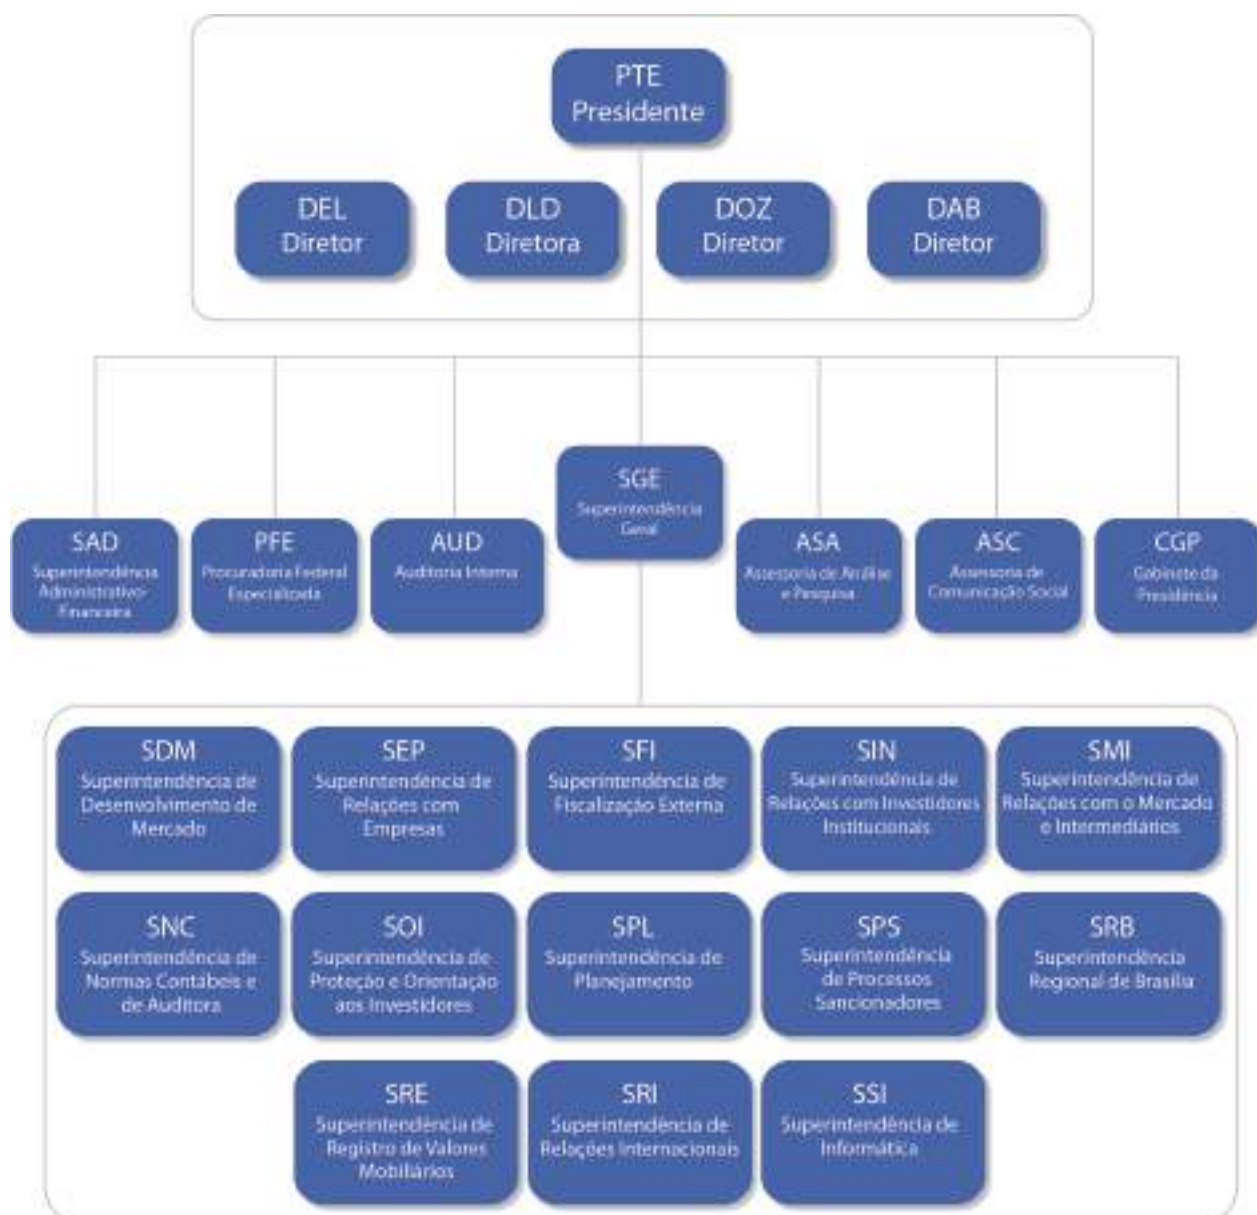 PTE
Presidente
DEL
Diretor
DLD
Diretora
DOZ
Diretor
DAB
Diretor
SGE
Superintendência
Geral
SAD
Superintendência
Administrativo-
Financeira
PFE
Procuradoria Federal
Especializada
AUD
Auditoria Interna
ASA
Assessoria de Análise
e Pesquisa
ASC
Assessoria de
Comunicação Social
CGP
Gabinete da
Presidência
SDM
Superintendência de
Desenvolvimento de
Mercado
SEP
Superintendência de
Relações com
Empresas
SFI
Superintendência de
Fiscalização Externa
SIN
Superintendência de
Relações com Investidores
Institucionais
SMI
Superintendência de
Relações com o Mercado
e Intermediários
SNC
Superintendência de
Normas Contábeis e
de Auditora
SOI
Superintendência de
Proteção e Orientação
aos Investidores
SPL
Superintendência de
Planejamento
SPS
Superintendência
de Processos
Sancionadores
SRB
Superintendência
Regional de Brasília
SRE
Superintendência de
Registro de Valores
Mobiliários
SRI
Superintendência de
Relações Internacionais
SSI
Superintendência de
Informática